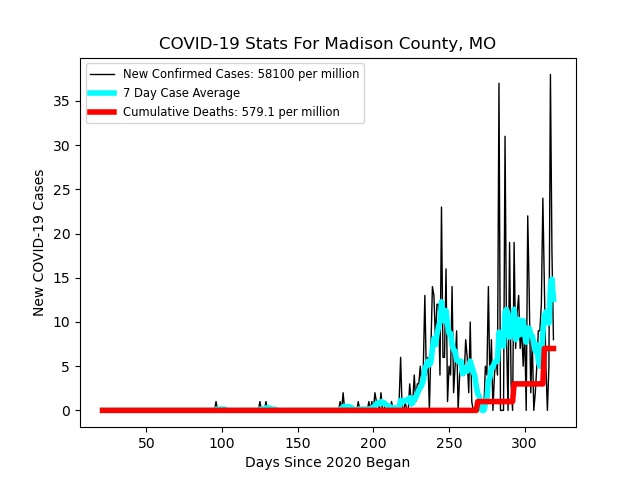 COVID-19 Stats For Madison County, MO
New Confirmed Cases: 58100 per million
7 Day Case Average
Cumulative Deaths: 579.1 per million
New COVID-19 Cases
35
30
25
20
15
10
5
0
50 100 150 200 250 300
Days Since 2020 Began